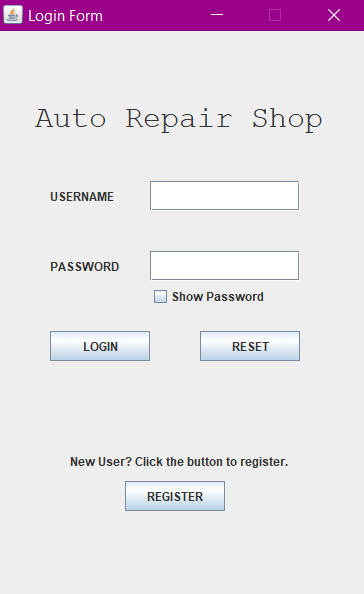 Login Form
Auto Repair Shop
USERNAME
PASSWORD
Show Password
LOGIN RESET
New User? Click the button to register.
REGISTER